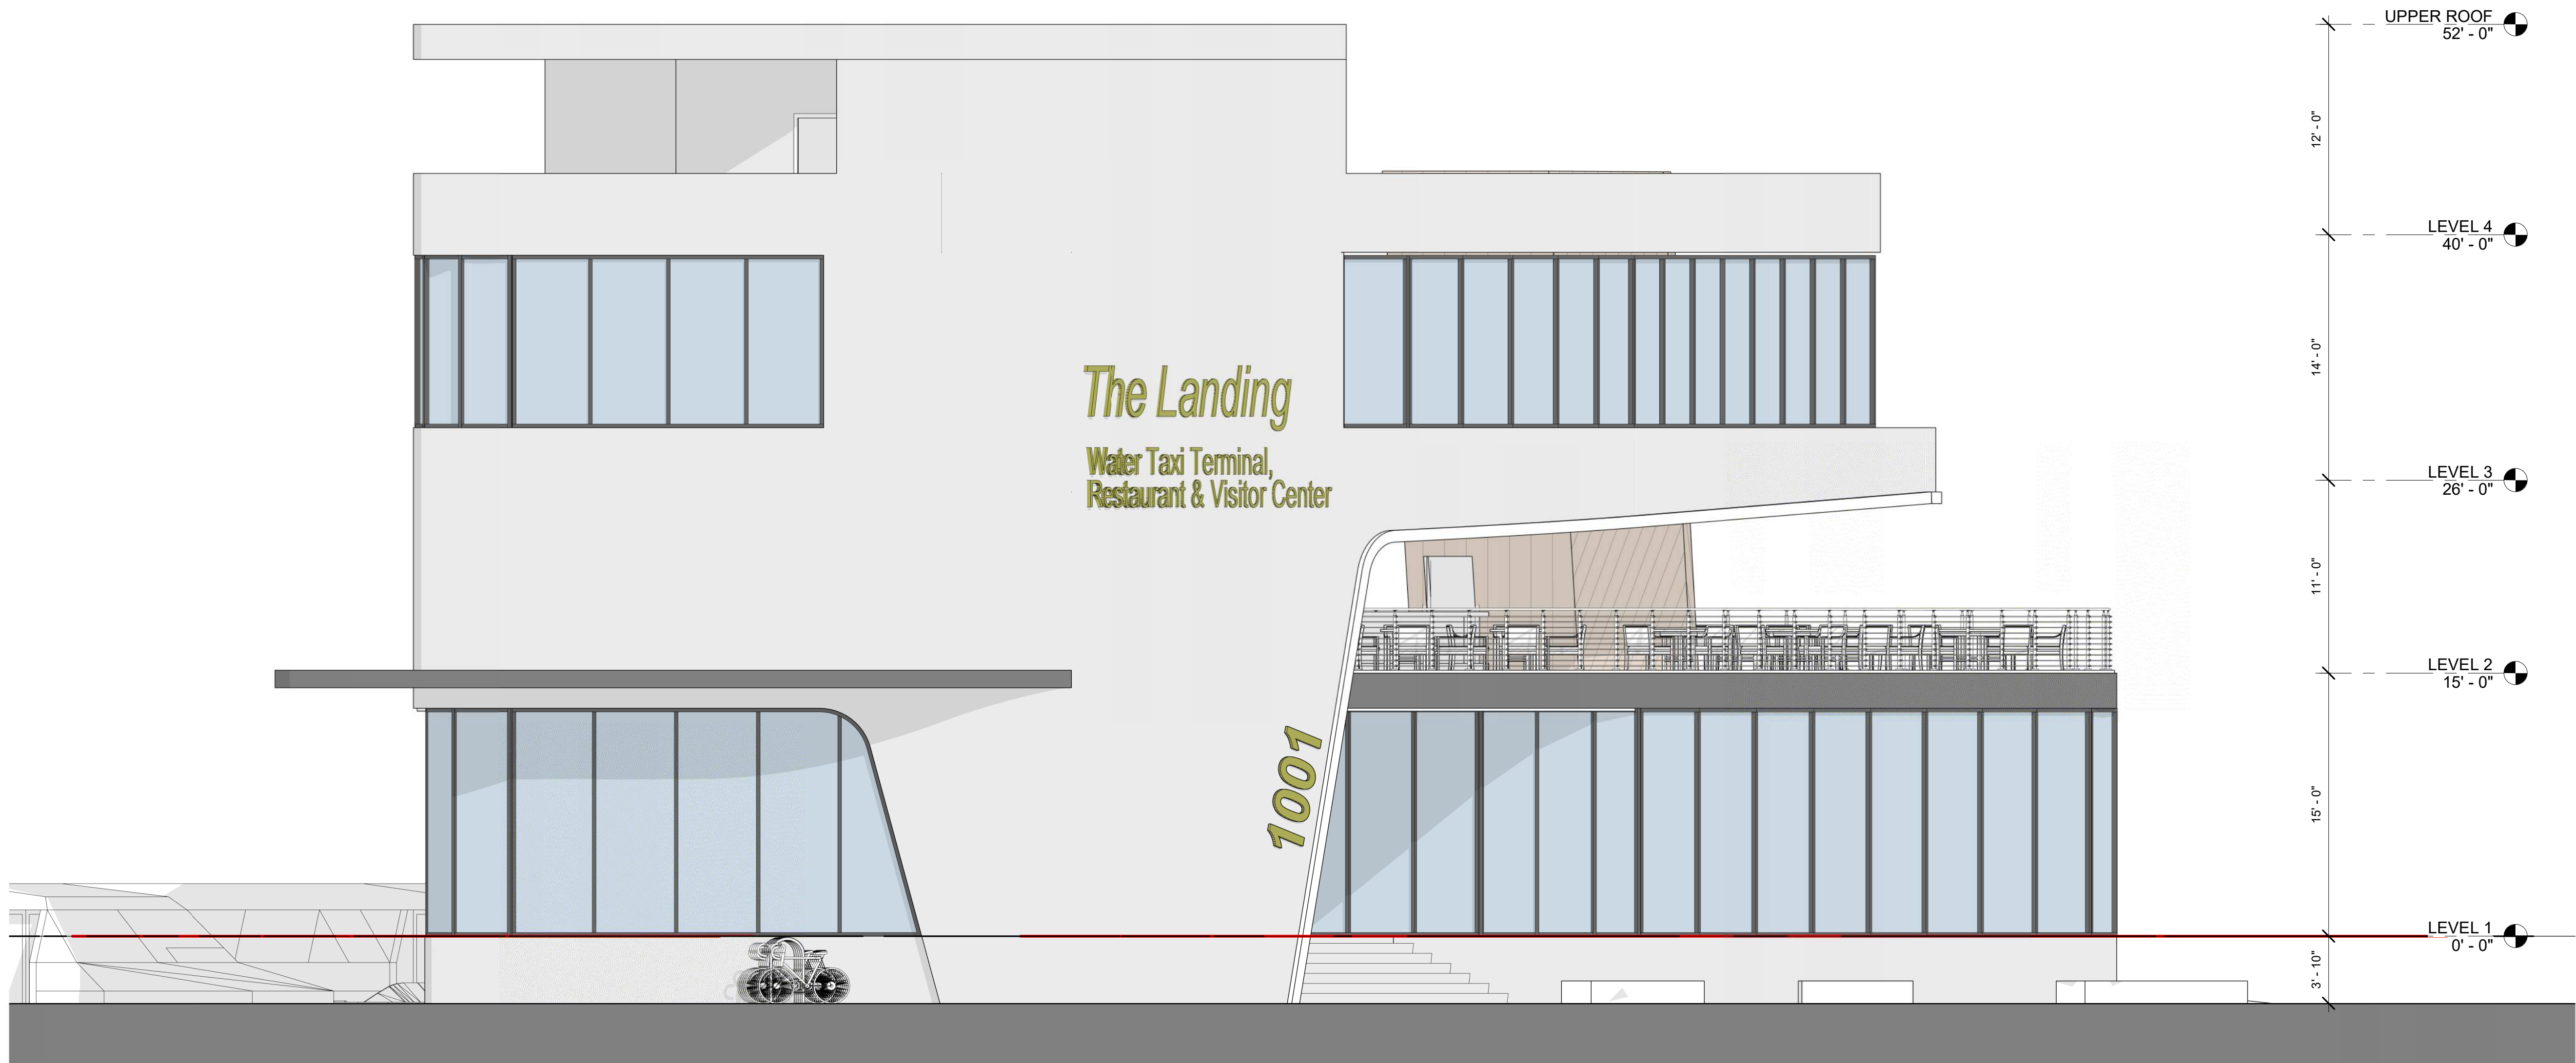 UPPER ROOF
52' - 0"
12' - 0"
LEVEL 4
40' - 0"
14' - 0"
The Landing
Water Taxi Terminal,
Restaurant & Visitor Center
LEVEL 3
26' - 0"
11' - 0"
LEVEL 2
15' - 0"
1001
15' - 0"
LEVEL 1
0' - 0"
3' - 10"